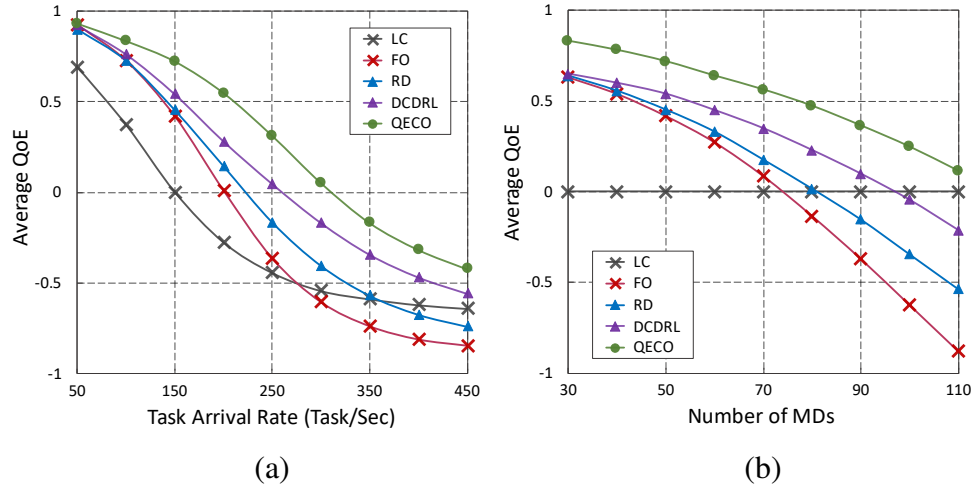 1
0.5
0
-0.5
-1
Average QoE
50
150
250
350
450
Task Arrival Rate (Task/Sec)
LC
FO
RD
DCDRL
QECO
(a)
1
0.5
0
-0.5
-1
Average QoE
30
50
70
90
110
Number of MDs
LC
FO
RD
DCDRL
QECO
(b)